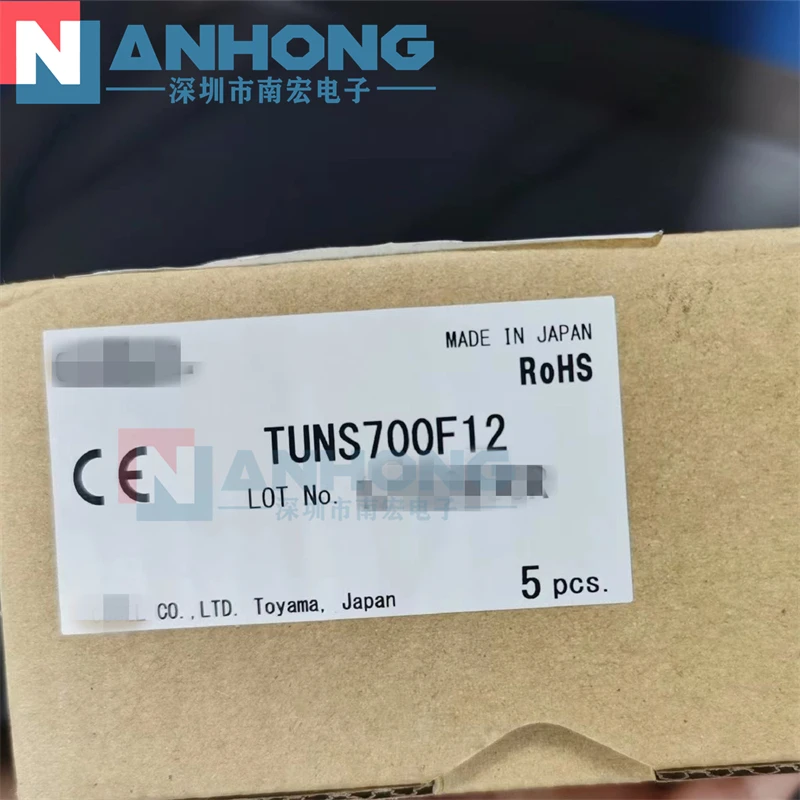 NANHONG
深圳市南宏电子
MADE IN JAPAN
RoHS
TUNS700F12
CE
NANHONG
LOT No.
深圳市南宏电子
5 pcs.
CO.,LTD. Toyama, Japan